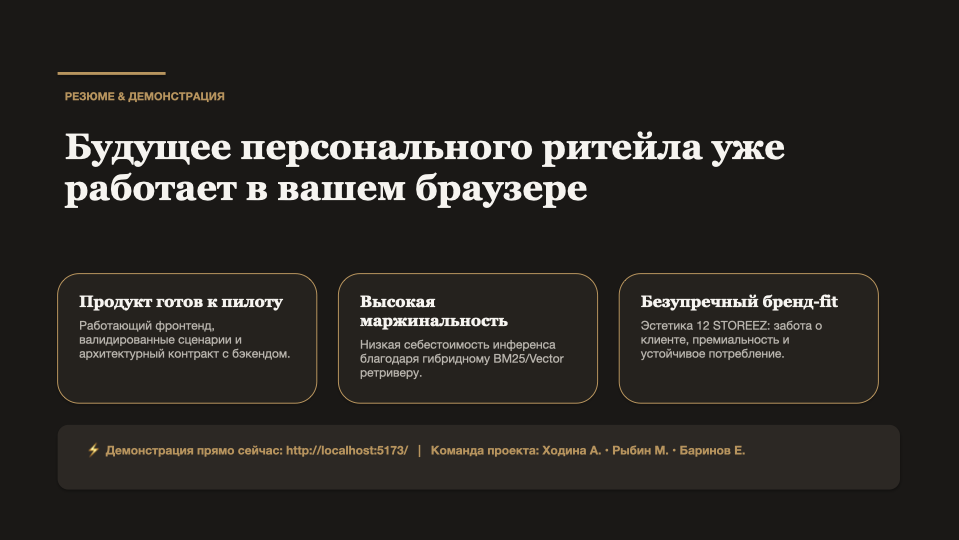 РЕЗЮМЕ & ДЕМОНСТРАЦИЯ
Будущее персонального ритейла уже
работает в вашем браузере
Продукт готов к пилоту
Работающий фронтенд,
валидированные сценарии и
архитектурный контракт с бэкендом.
Высокая
маржинальность
Низкая себестоимость инференса
благодаря гибридному BM25/Vector
ретриверу.
Безупречный бренд-fit
Эстетика 12 STOREEZ: забота о
клиенте, премиальность и
устойчивое потребление.
⚡ Демонстрация прямо сейчас: http://localhost:5173/ | Команда проекта: Ходина А. · Рыбин М. · Баринов Е.